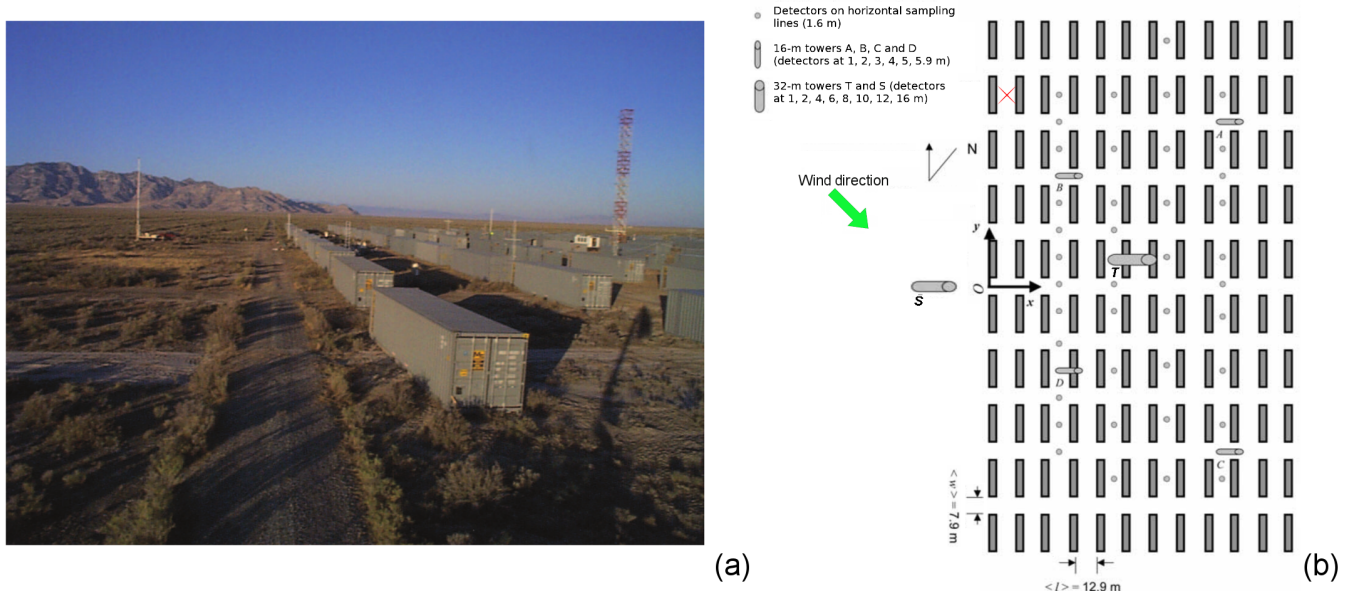 Detectors on horizontal sampling
lines (1.6 m)
16-m towers A, B, C and D
(detectors at 1, 2, 3, 4, 5, 5.9 m)
32-m towers T and S (detectors
at 1, 2, 4, 6, 8, 10, 12, 16 m)
N
Wind direction
A
B
y
T
S
O
x
D
C
<w> = 7.9 m
<l> = 12.9 m
(a)
(b)